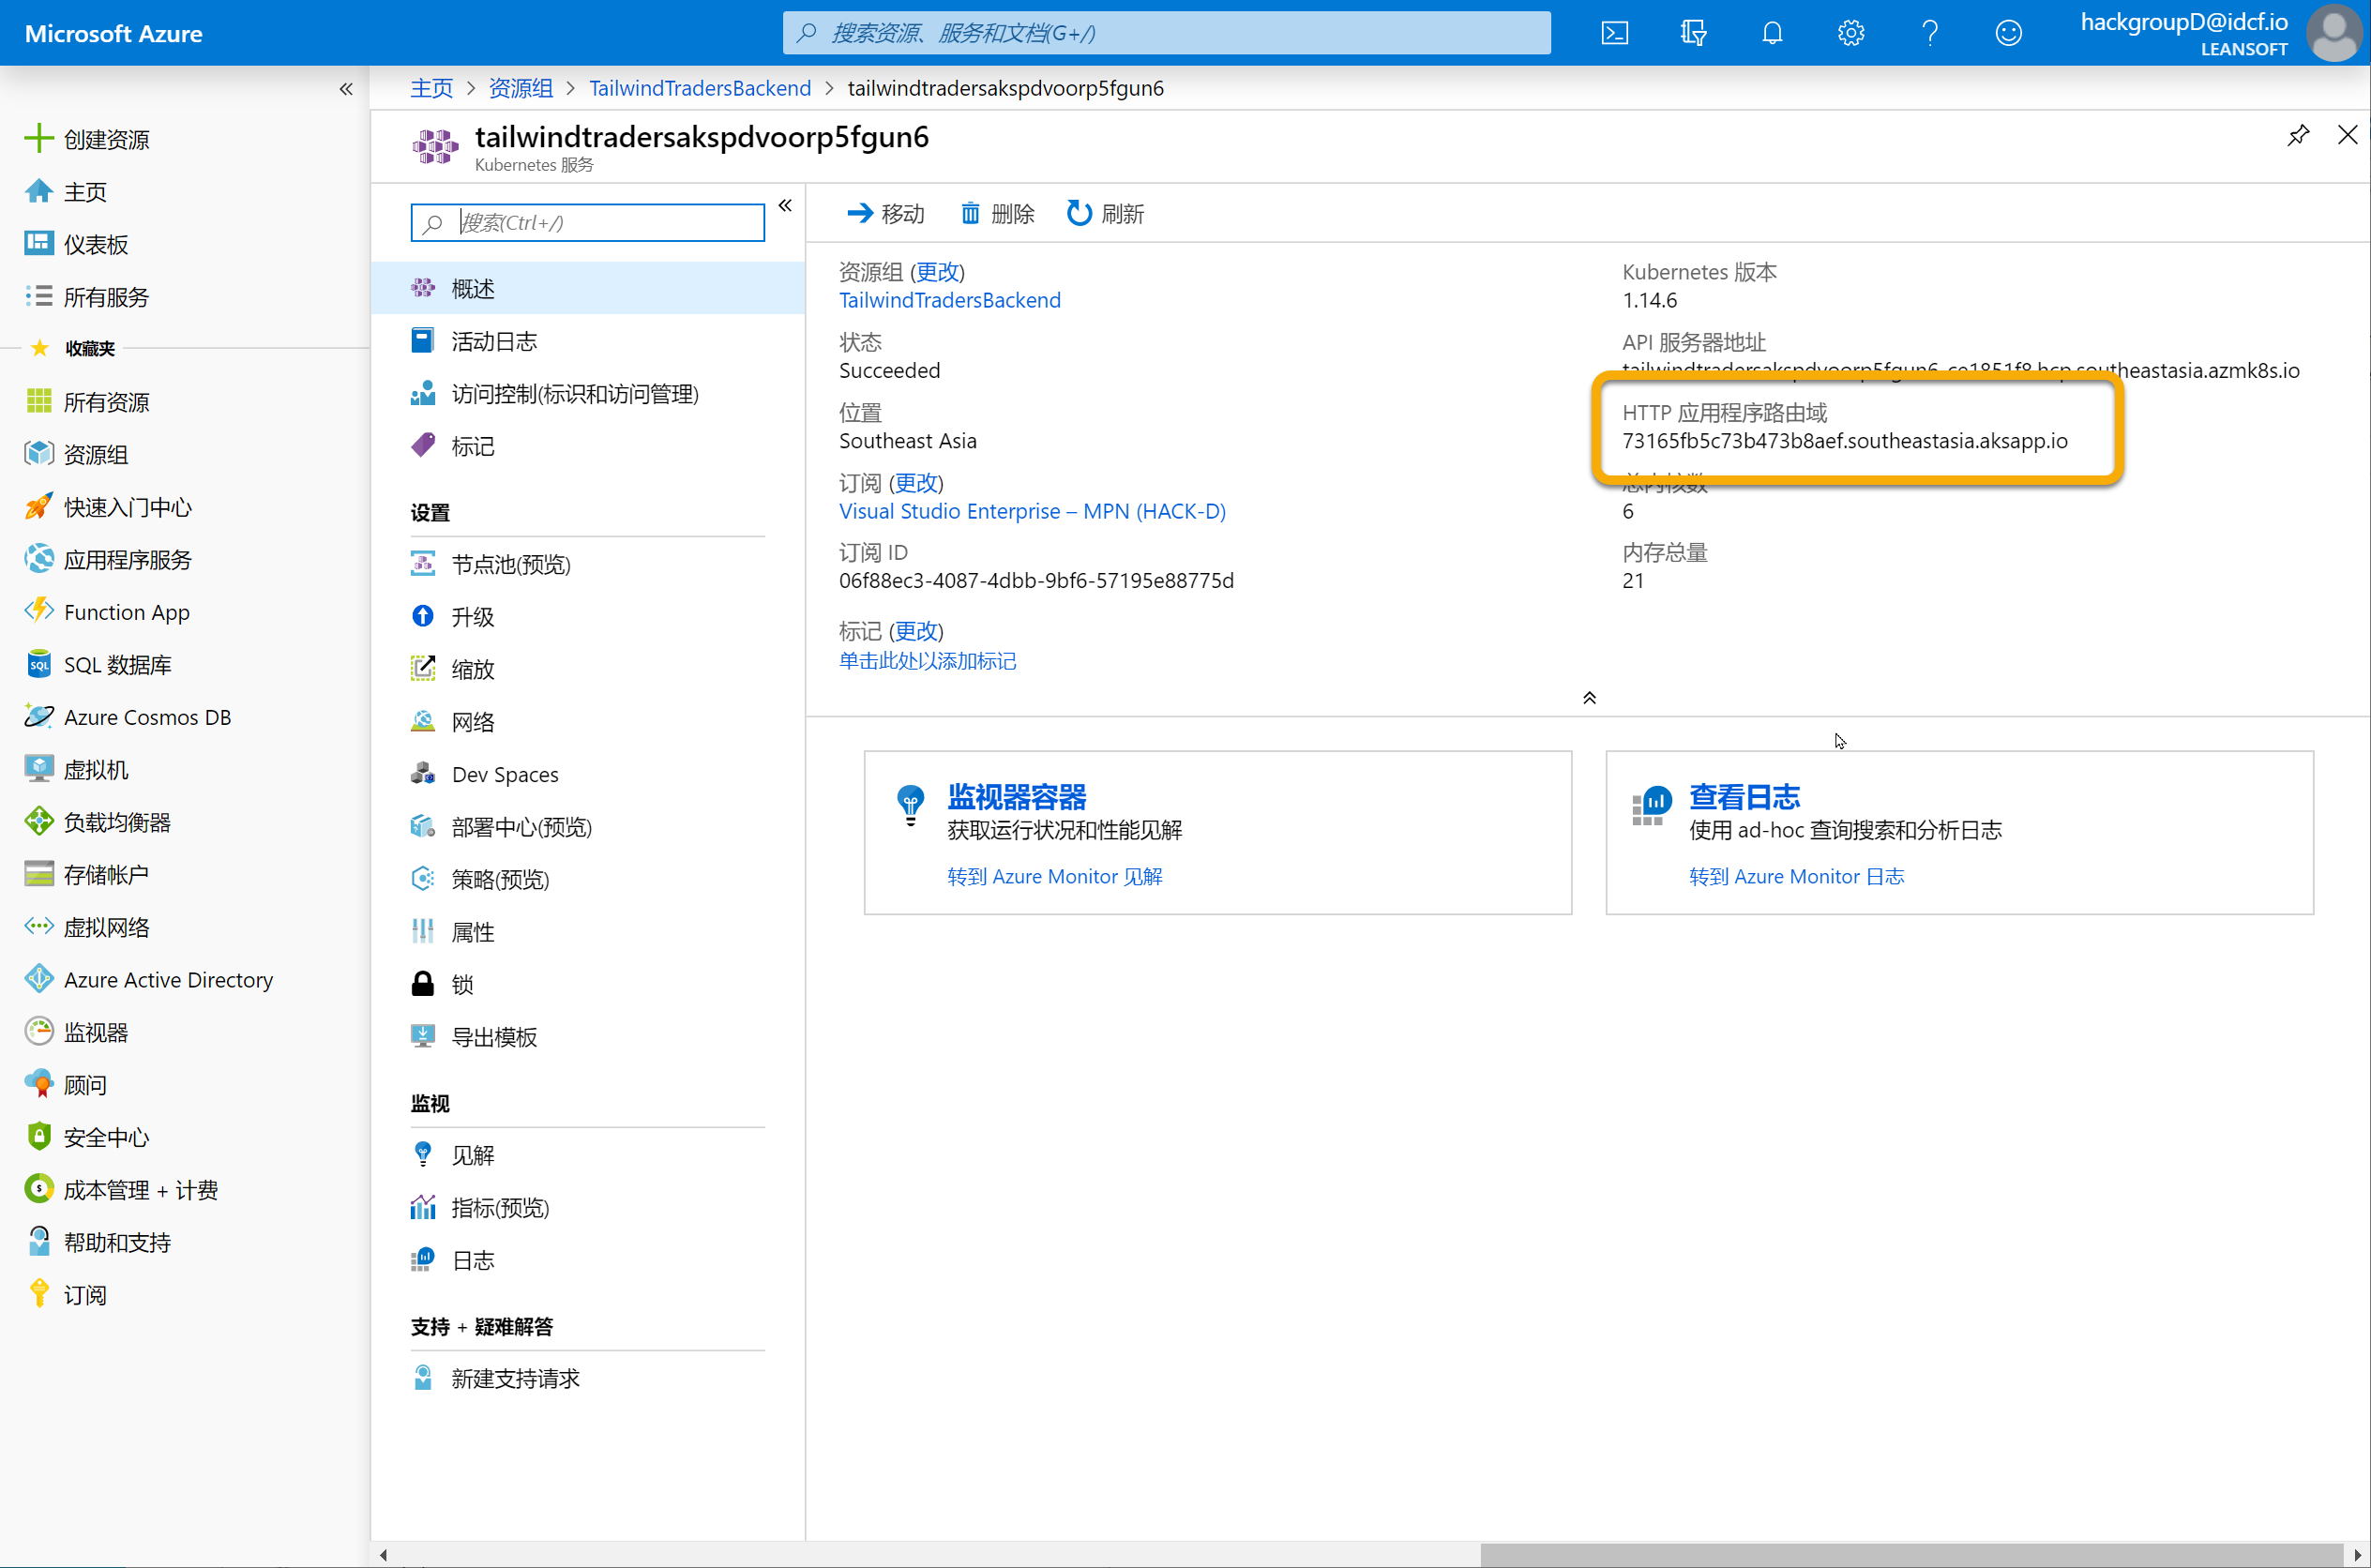 Microsoft Azure
搜索资源、服务和文档(G+/)
hackgroupD@idcf.io
LEANSOFT
主页 > 资源组 > TailwindTradersBackend > tailwindtradersakspdvoorp5fgun6
创建资源
主页
仪表板
所有服务
收藏夹
所有资源
资源组
快速入门中心
应用程序服务
Function App
SQL 数据库
Azure Cosmos DB
虚拟机
负载均衡器
存储帐户
虚拟网络
Azure Active Directory
监视器
顾问
安全中心
成本管理 + 计费
帮助和支持
订阅
tailwindtradersakspdvoorp5fgun6
Kubernetes 服务
搜索(Ctrl+/)
概述
活动日志
访问控制(标识和访问管理)
标记
设置
节点池(预览)
升级
缩放
网络
Dev Spaces
部署中心(预览)
策略(预览)
属性
锁
导出模板
监视
见解
指标(预览)
日志
支持 + 疑难解答
新建支持请求
移动
删除
刷新
资源组 (更改)
TailwindTradersBackend
状态
Succeeded
位置
Southeast Asia
订阅 (更改)
Visual Studio Enterprise – MPN (HACK-D)
订阅 ID
06f88ec3-4087-4dbb-9bf6-57195e88775d
标记 (更改)
单击此处以添加标记
Kubernetes 版本
1.14.6
API 服务器地址
tailwindtradersakspdvoorp5fgun6-ce1851f8.hcp.southeastasia.azmk8s.io
HTTP 应用程序路由域
73165fb5c73b473b8aef.southeastasia.aksapp.io
总内核数
6
内存总量
21
监视器容器
获取运行状况和性能见解
转到 Azure Monitor 见解
查看日志
使用 ad-hoc 查询搜索和分析日志
转到 Azure Monitor 日志